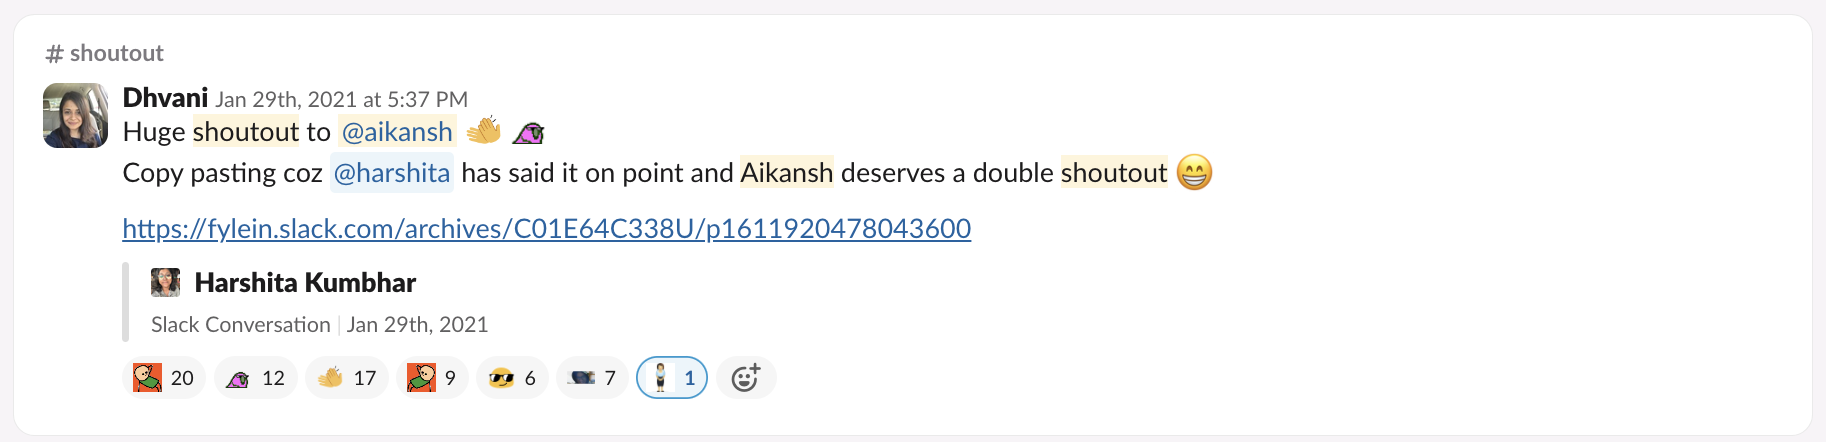 # shoutout
Dhvani Jan 29th, 2021 at 5:37 PM
Huge shoutout to @aikansh
Copy pasting coz @harshita has said it on point and Aikansh deserves a double shoutout
https://fylein.slack.com/archives/C01E64C338U/p1611920478043600
Harshita Kumbhar
Slack Conversation | Jan 29th, 2021
20 12 17 9 6 7 1